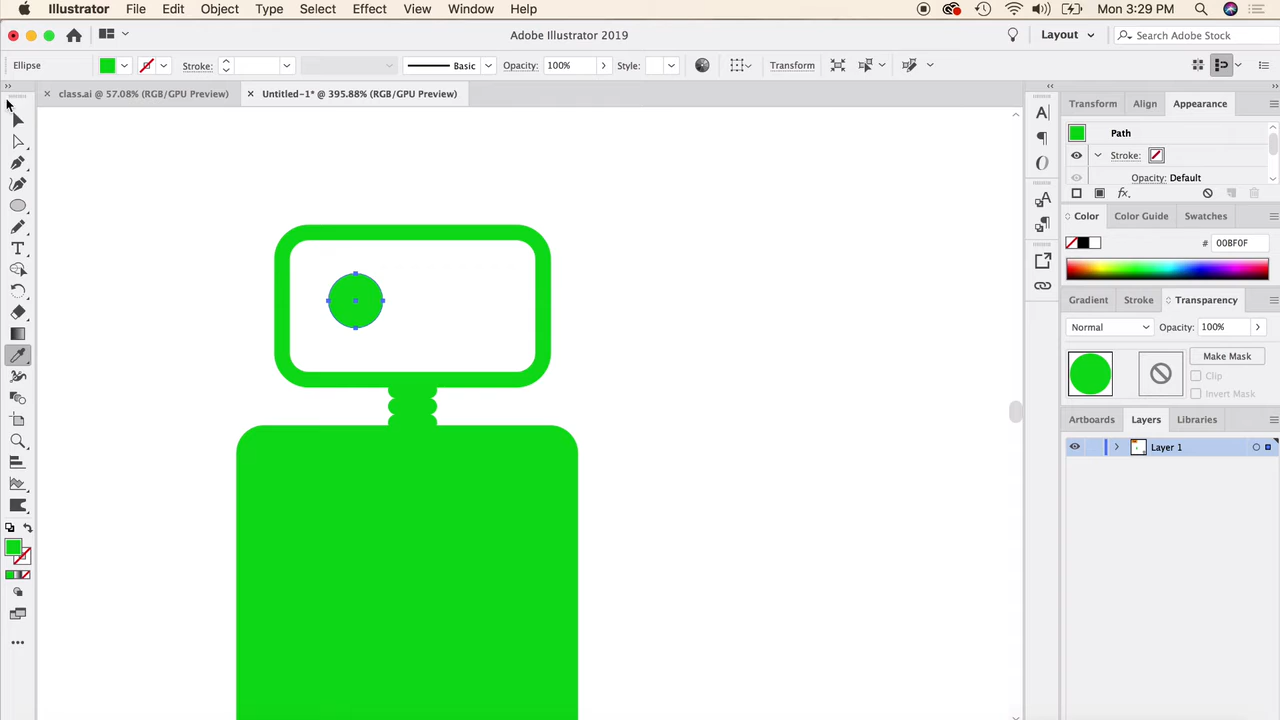 Illustrator File Edit Object Type Select Effect View Window Help Mon 3:29 PM
Adobe Illustrator 2019 Layout Search Adobe Stock
Ellipse Stroke: Basic Opacity: 100% Style: Transform
class.ai @ 57.08% (RGB/GPU Preview) Untitled-1* @ 395.88% (RGB/GPU Preview)
Transform Align Appearance
Path
Stroke:
Opacity: Default
fx
Color Color Guide Swatches
# 00BF0F
Gradient Stroke Transparency
Normal Opacity: 100%
Make Mask
Clip
Invert Mask
Artboards Layers Libraries
Layer 1